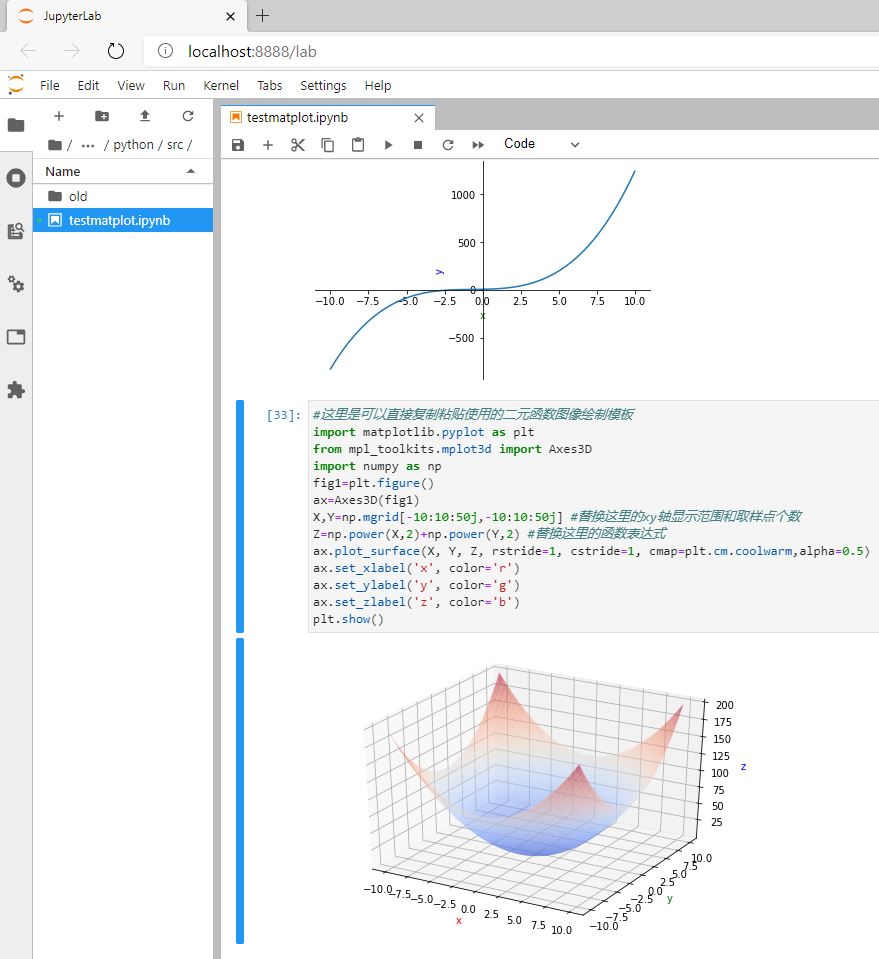 JupyterLab
localhost:8888/lab
File Edit View Run Kernel Tabs Settings Help
testmatplot.ipynb
/ ··· / python / src /
Code
Name
old
testmatplot.ipynb
1000
500
y
0
−10.0 −7.5 −5.0 −2.5 0.0 2.5 5.0 7.5 10.0
x
−500
[33]:
#这里是可以直接复制粘贴使用的二元函数图像绘制模板
import matplotlib.pyplot as plt
from mpl_toolkits.mplot3d import Axes3D
import numpy as np
fig1=plt.figure()
ax=Axes3D(fig1)
X,Y=np.mgrid[-10:10:50j,-10:10:50j] #替换这里的xy轴显示范围和取样点个数
Z=np.power(X,2)+np.power(Y,2) #替换这里的函数表达式
ax.plot_surface(X, Y, Z, rstride=1, cstride=1, cmap=plt.cm.coolwarm,alpha=0.5)
ax.set_xlabel('x', color='r')
ax.set_ylabel('y', color='g')
ax.set_zlabel('z', color='b')
plt.show()
200
175
150
125
100
75
50
25
z
−10.0 −7.5 −5.0 −2.5 0.0 2.5 5.0 7.5 10.0
x
−10.0 −7.5 −5.0 −2.5 0.0 2.5 5.0 7.5 10.0
y